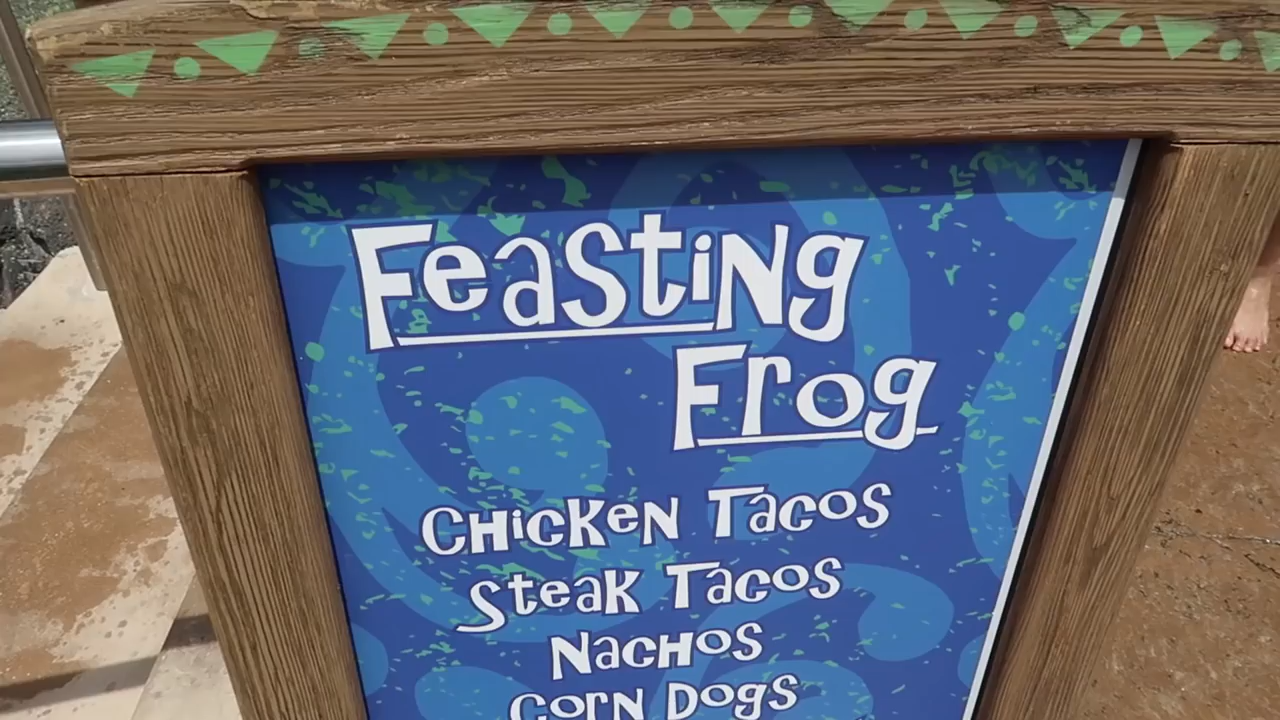 Feasting
Frog
Chicken Tacos
Steak Tacos
Nachos
Corn Dogs